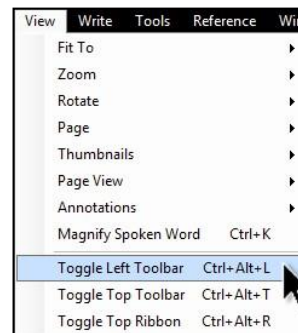 View Write Tools Reference
Fit To
Zoom
Rotate
Page
Thumbnails
Page View
Annotations
Magnify Spoken Word Ctrl+K
Toggle Left Toolbar Ctrl+Alt+L
Toggle Top Toolbar Ctrl+Alt+T
Toggle Top Ribbon Ctrl+Alt+R